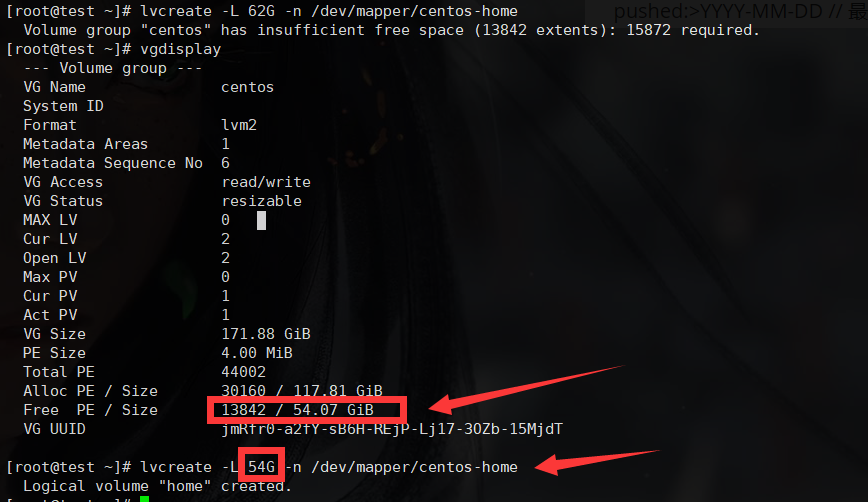 pushed:>YYYY-MM-DD // 最
[root@test ~]# lvcreate -L 62G -n /dev/mapper/centos-home
Volume group "centos" has insufficient free space (13842 extents): 15872 required.
[root@test ~]# vgdisplay
--- Volume group ---
VG Name centos
System ID
Format lvm2
Metadata Areas 1
Metadata Sequence No 6
VG Access read/write
VG Status resizable
MAX LV 0
Cur LV 2
Open LV 2
Max PV 0
Cur PV 1
Act PV 1
VG Size 171.88 GiB
PE Size 4.00 MiB
Total PE 44002
Alloc PE / Size 30160 / 117.81 GiB
Free PE / Size 13842 / 54.07 GiB
VG UUID jmRfr0-a2fY-sB6H-REjP-Lj17-3OZb-15MjdT
[root@test ~]# lvcreate -L 54G -n /dev/mapper/centos-home
Logical volume "home" created.
[root@test ~]#